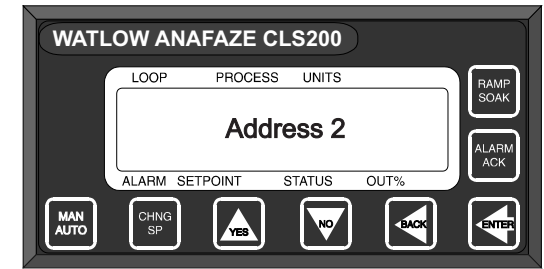 WATLOW ANAFAZE CLS200
LOOP PROCESS UNITS
RAMP
SOAK
Address 2
ALARM
ACK
ALARM SETPOINT STATUS OUT%
MAN
AUTO
CHNG
SP
YES
NO
BACK
ENTER